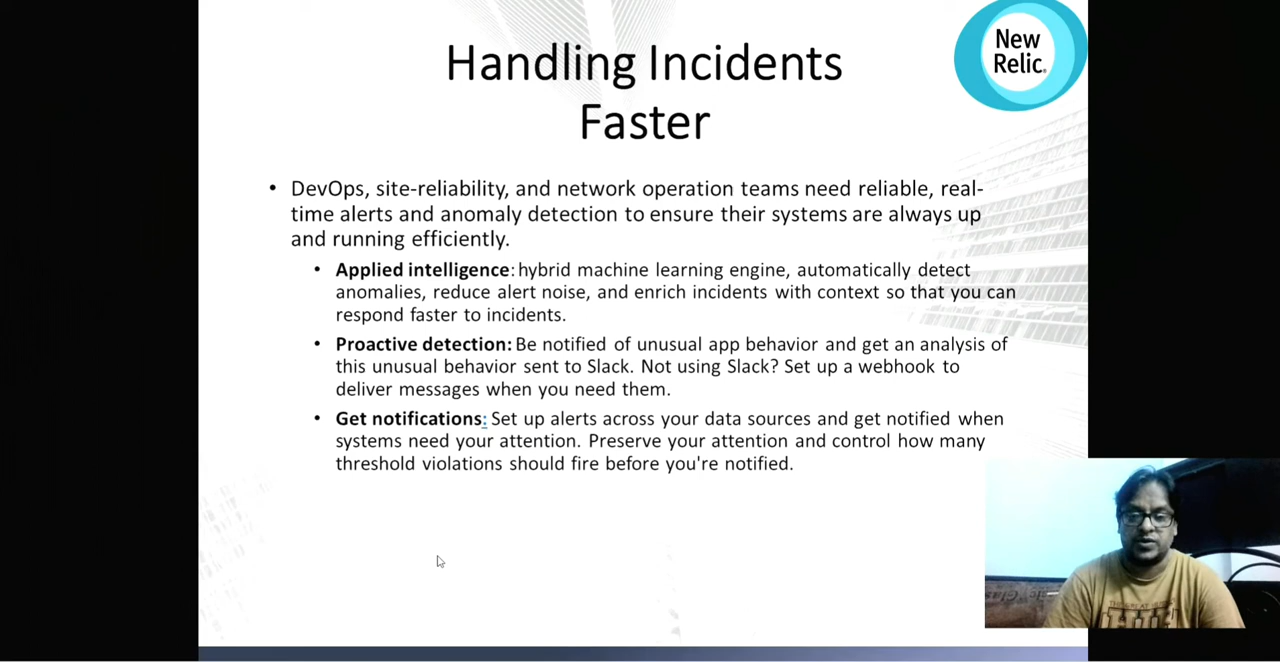 Handling Incidents
Faster
New
Relic.
• DevOps, site-reliability, and network operation teams need reliable, real-
time alerts and anomaly detection to ensure their systems are always up
and running efficiently.
• Applied intelligence: hybrid machine learning engine, automatically detect
anomalies, reduce alert noise, and enrich incidents with context so that you can
respond faster to incidents.
• Proactive detection: Be notified of unusual app behavior and get an analysis of
this unusual behavior sent to Slack. Not using Slack? Set up a webhook to
deliver messages when you need them.
• Get notifications: Set up alerts across your data sources and get notified when
systems need your attention. Preserve your attention and control how many
threshold violations should fire before you're notified.